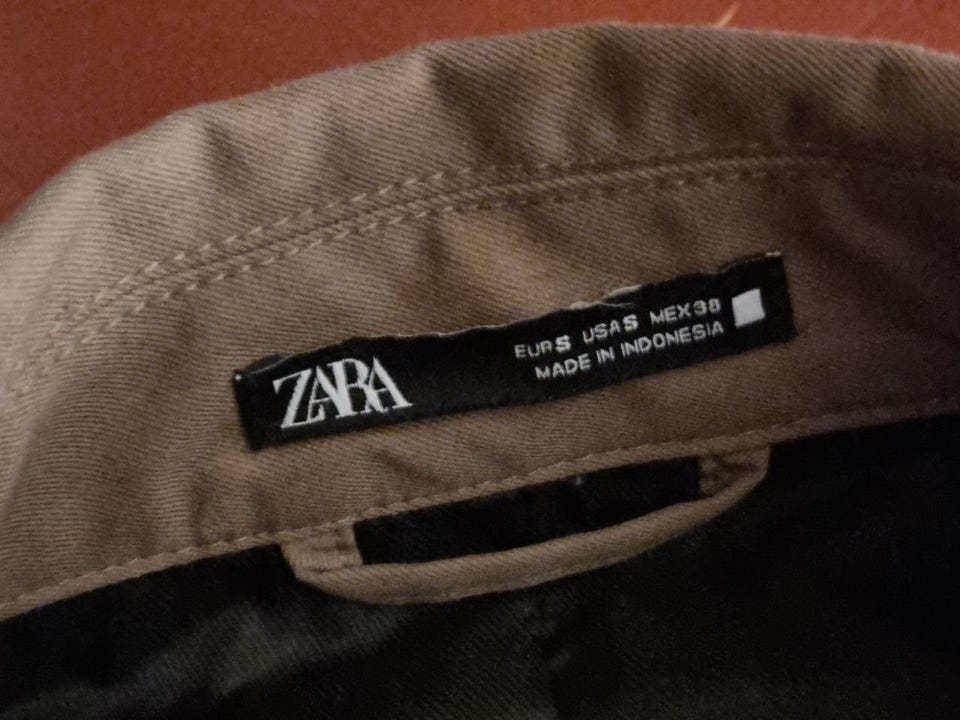 ZARA
EUR S USA S MEX 38
MADE IN INDONESIA